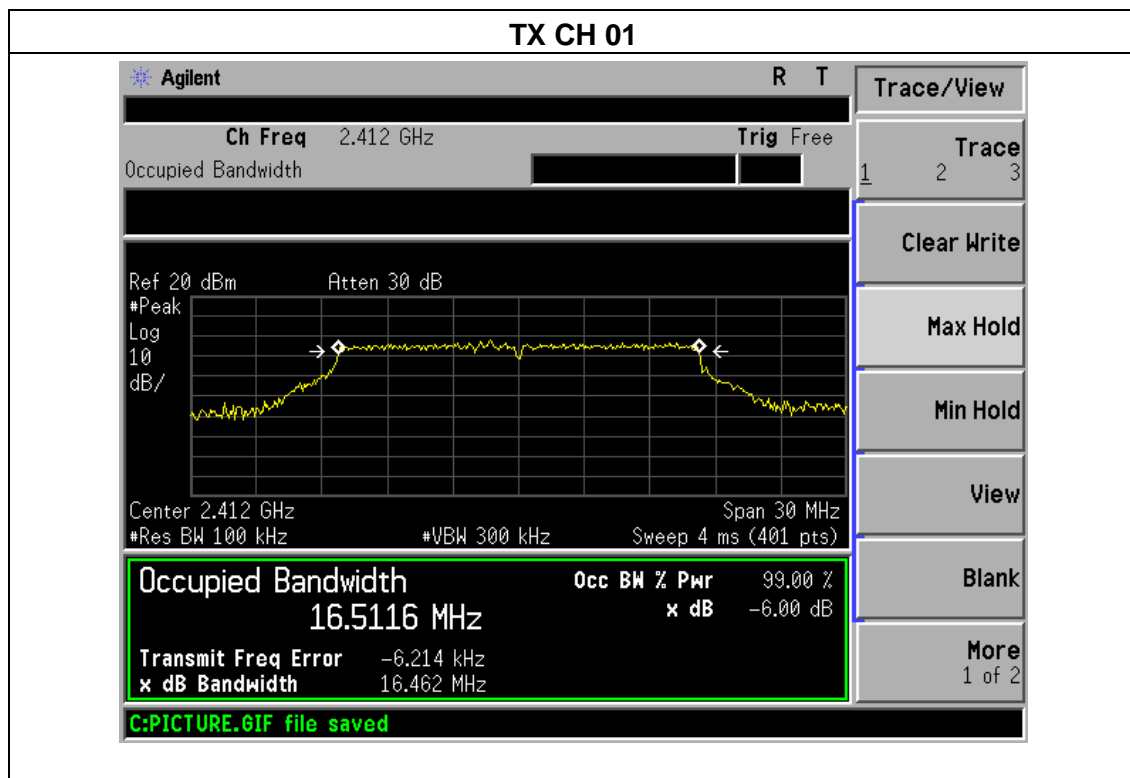 TX CH 01
Agilent R T
Trace/View
Ch Freq 2.412 GHz Trig Free
Occupied Bandwidth
Trace
1 2 3
Clear Write
Ref 20 dBm Atten 30 dB
#Peak
Log
10
dB/
Max Hold
Min Hold
View
Center 2.412 GHz Span 30 MHz
#Res BW 100 kHz #VBW 300 kHz Sweep 4 ms (401 pts)
Occupied Bandwidth Occ BW % Pwr 99.00 %
16.5116 MHz x dB -6.00 dB
Blank
Transmit Freq Error -6.214 kHz
x dB Bandwidth 16.462 MHz
More
1 of 2
C:PICTURE.GIF file saved